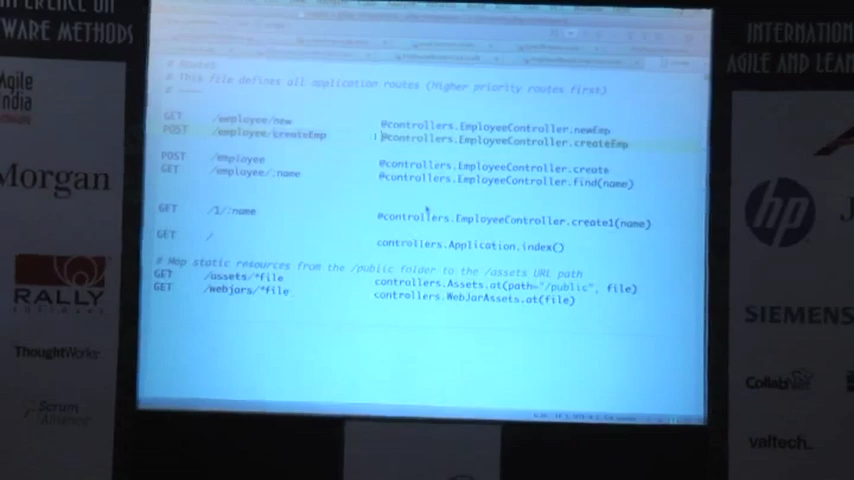 WARE METHODS
INTERNATION
AGILE AND LEAN
Agile
India
Morgan
RALLY
SOFTWARE
ThoughtWorks
Scrum
Alliance
# Routes
# This file defines all application routes (Higher priority routes first)
# ~~~~
GET /employee/new @controllers.EmployeeController.newEmp
POST /employee/createEmp @controllers.EmployeeController.createEmp
POST /employee @controllers.EmployeeController.create
GET /employee/:name @controllers.EmployeeController.find(name)
GET /1/:name @controllers.EmployeeController.create1(name)
GET / controllers.Application.index()
# Map static resources from the /public folder to the /assets URL path
GET /assets/*file controllers.Assets.at(path="/public", file)
GET /webjars/*file controllers.WebJarAssets.at(file)
hp
J
SIEMENS
CollabNet
valtech